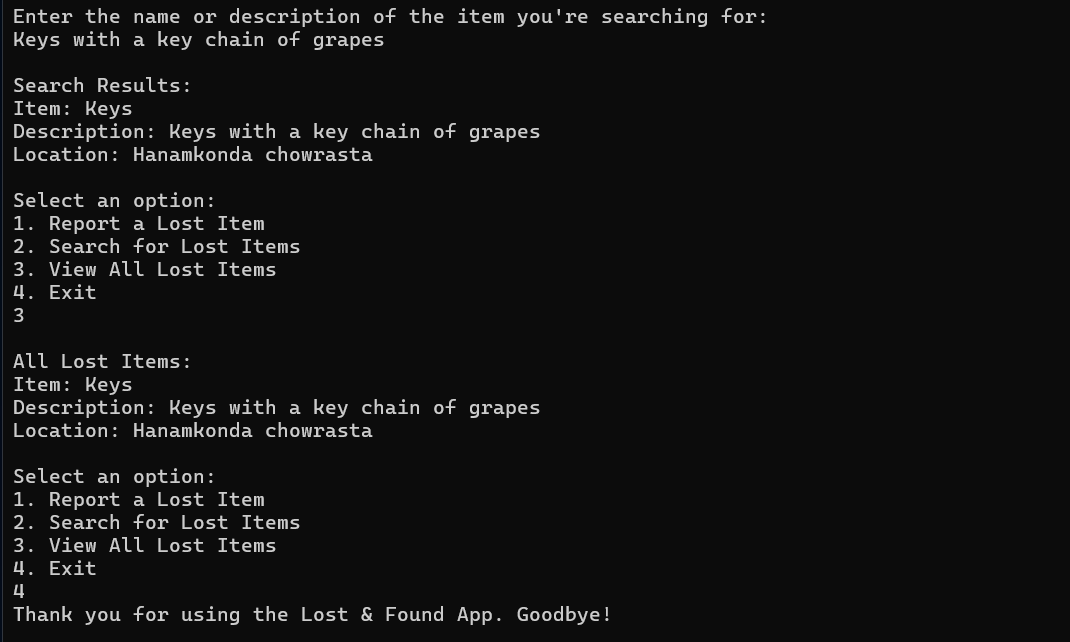 Enter the name or description of the item you're searching for:
Keys with a key chain of grapes
Search Results:
Item: Keys
Description: Keys with a key chain of grapes
Location: Hanamkonda chowrasta
Select an option:
1. Report a Lost Item
2. Search for Lost Items
3. View All Lost Items
4. Exit
3
All Lost Items:
Item: Keys
Description: Keys with a key chain of grapes
Location: Hanamkonda chowrasta
Select an option:
1. Report a Lost Item
2. Search for Lost Items
3. View All Lost Items
4. Exit
4
Thank you for using the Lost & Found App. Goodbye!